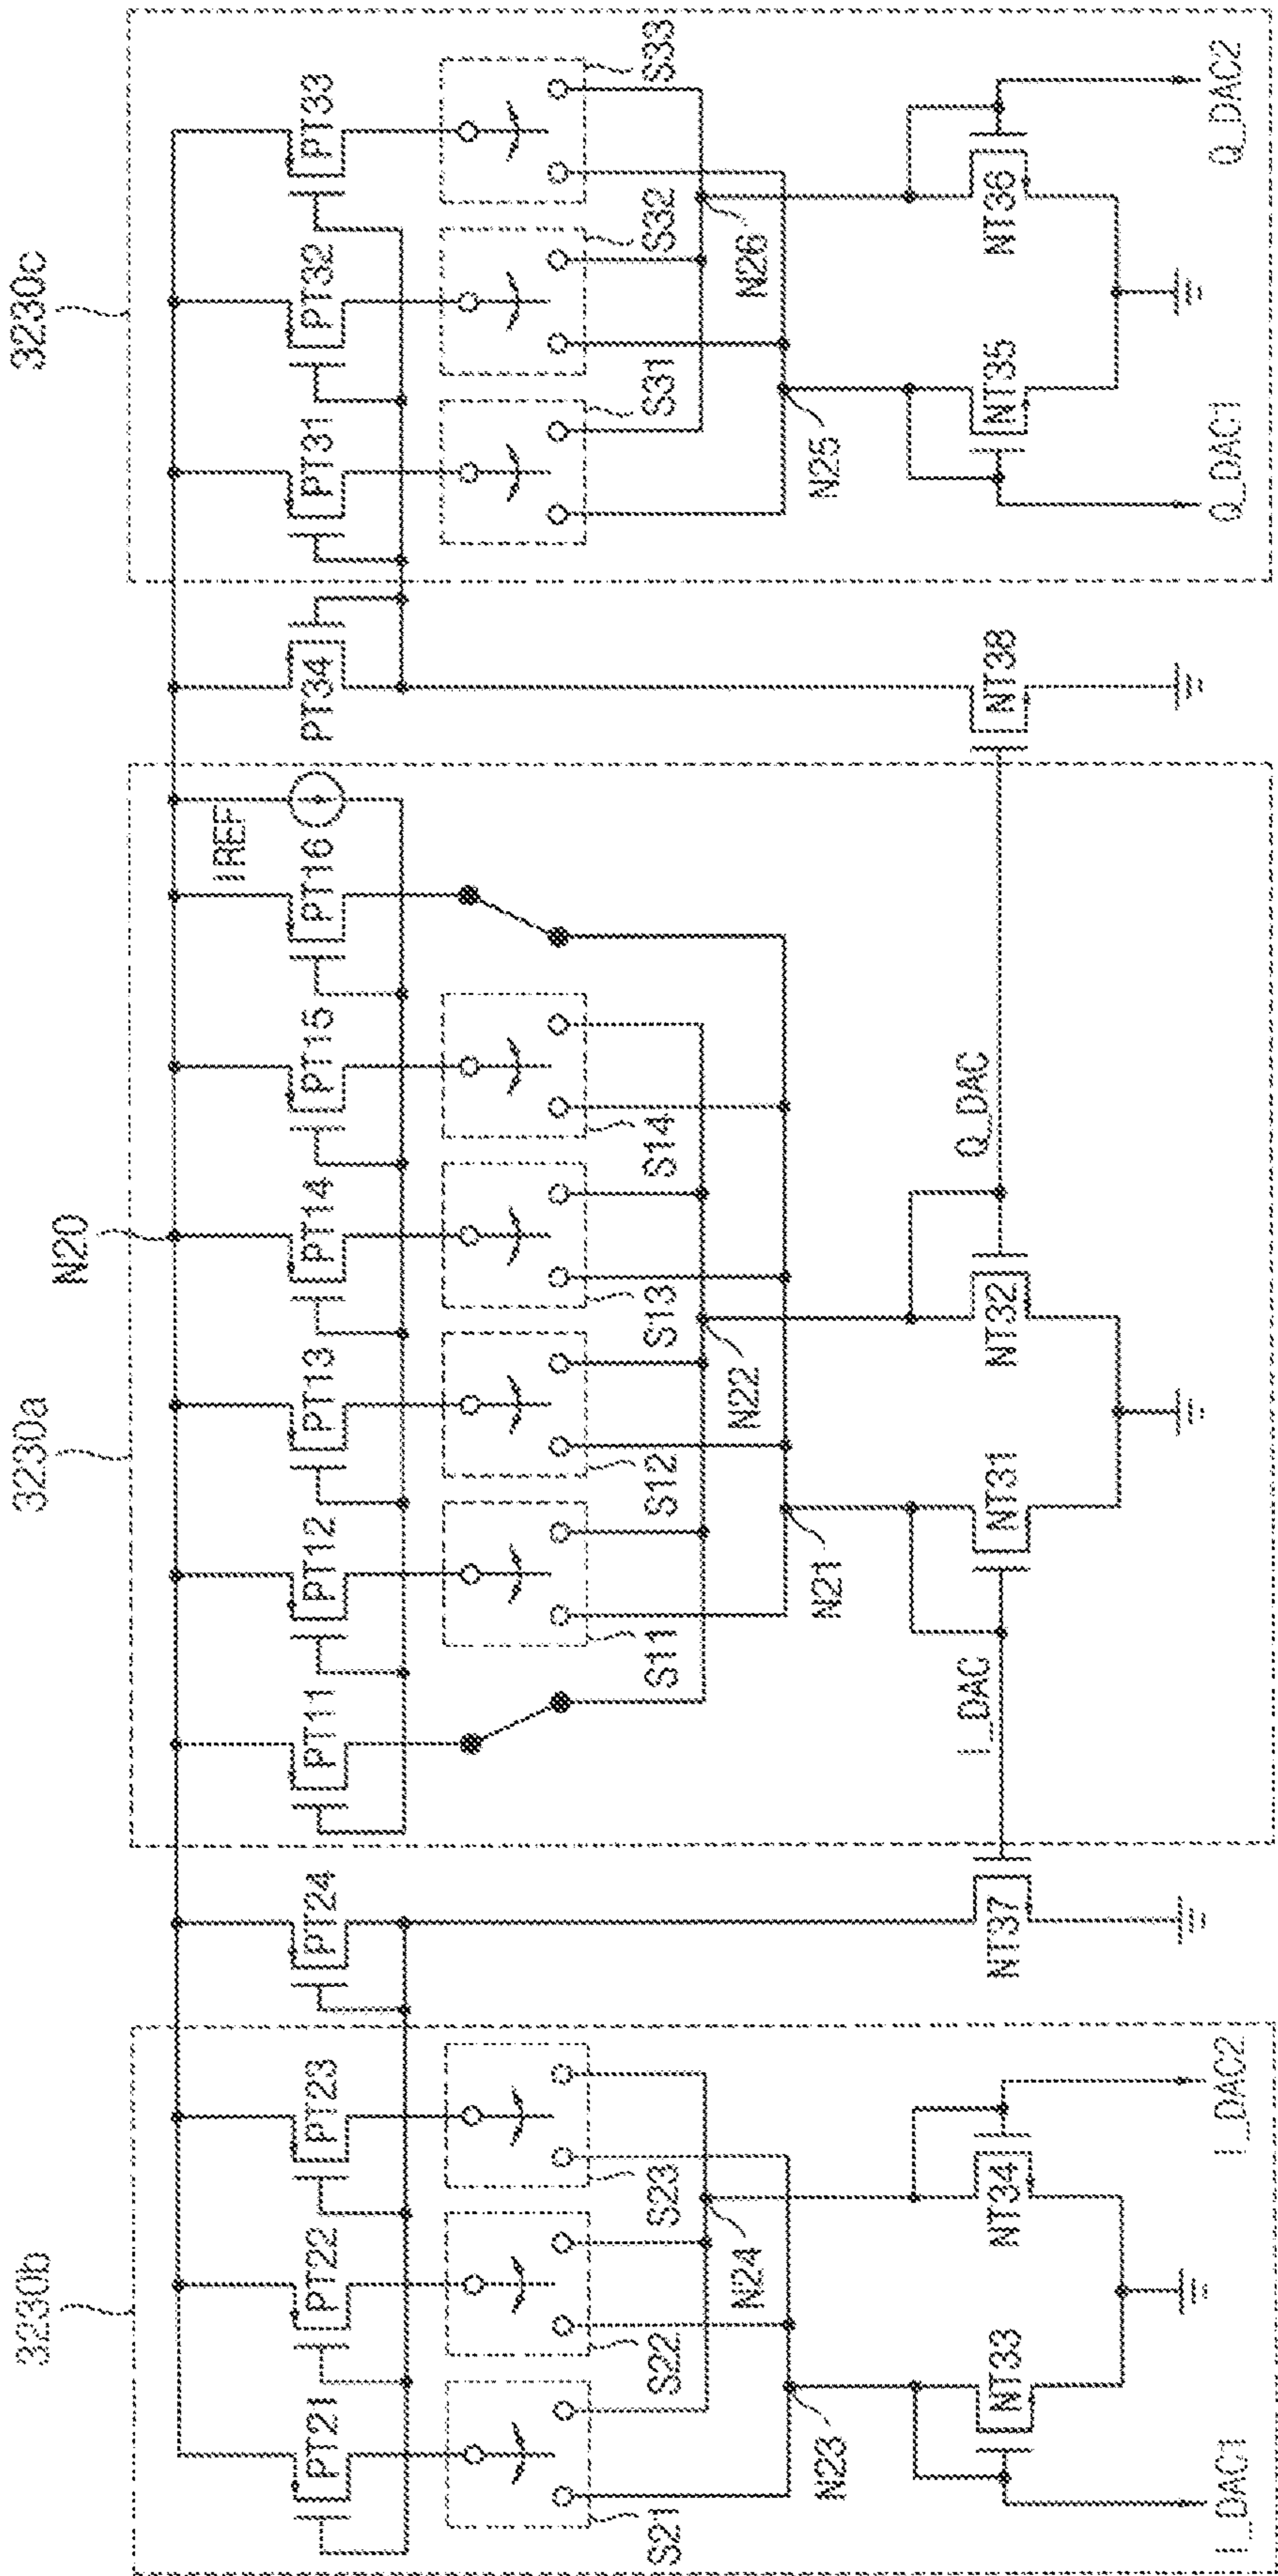 3230b
3230a
3230c
N20
PT21
PT22
PT23
PT24
PT11
PT12
PT13
PT14
PT15
PT16
IREF
PT34
PT31
PT32
PT33
S21
S22
S23
S11
S12
S13
S14
S31
S32
S33
N23
N24
N21
N22
N25
N26
NT33
NT34
NT37
I_DAC
NT31
NT32
Q_DAC
NT38
NT35
NT36
I_DAC1
I_DAC2
Q_DAC1
Q_DAC2